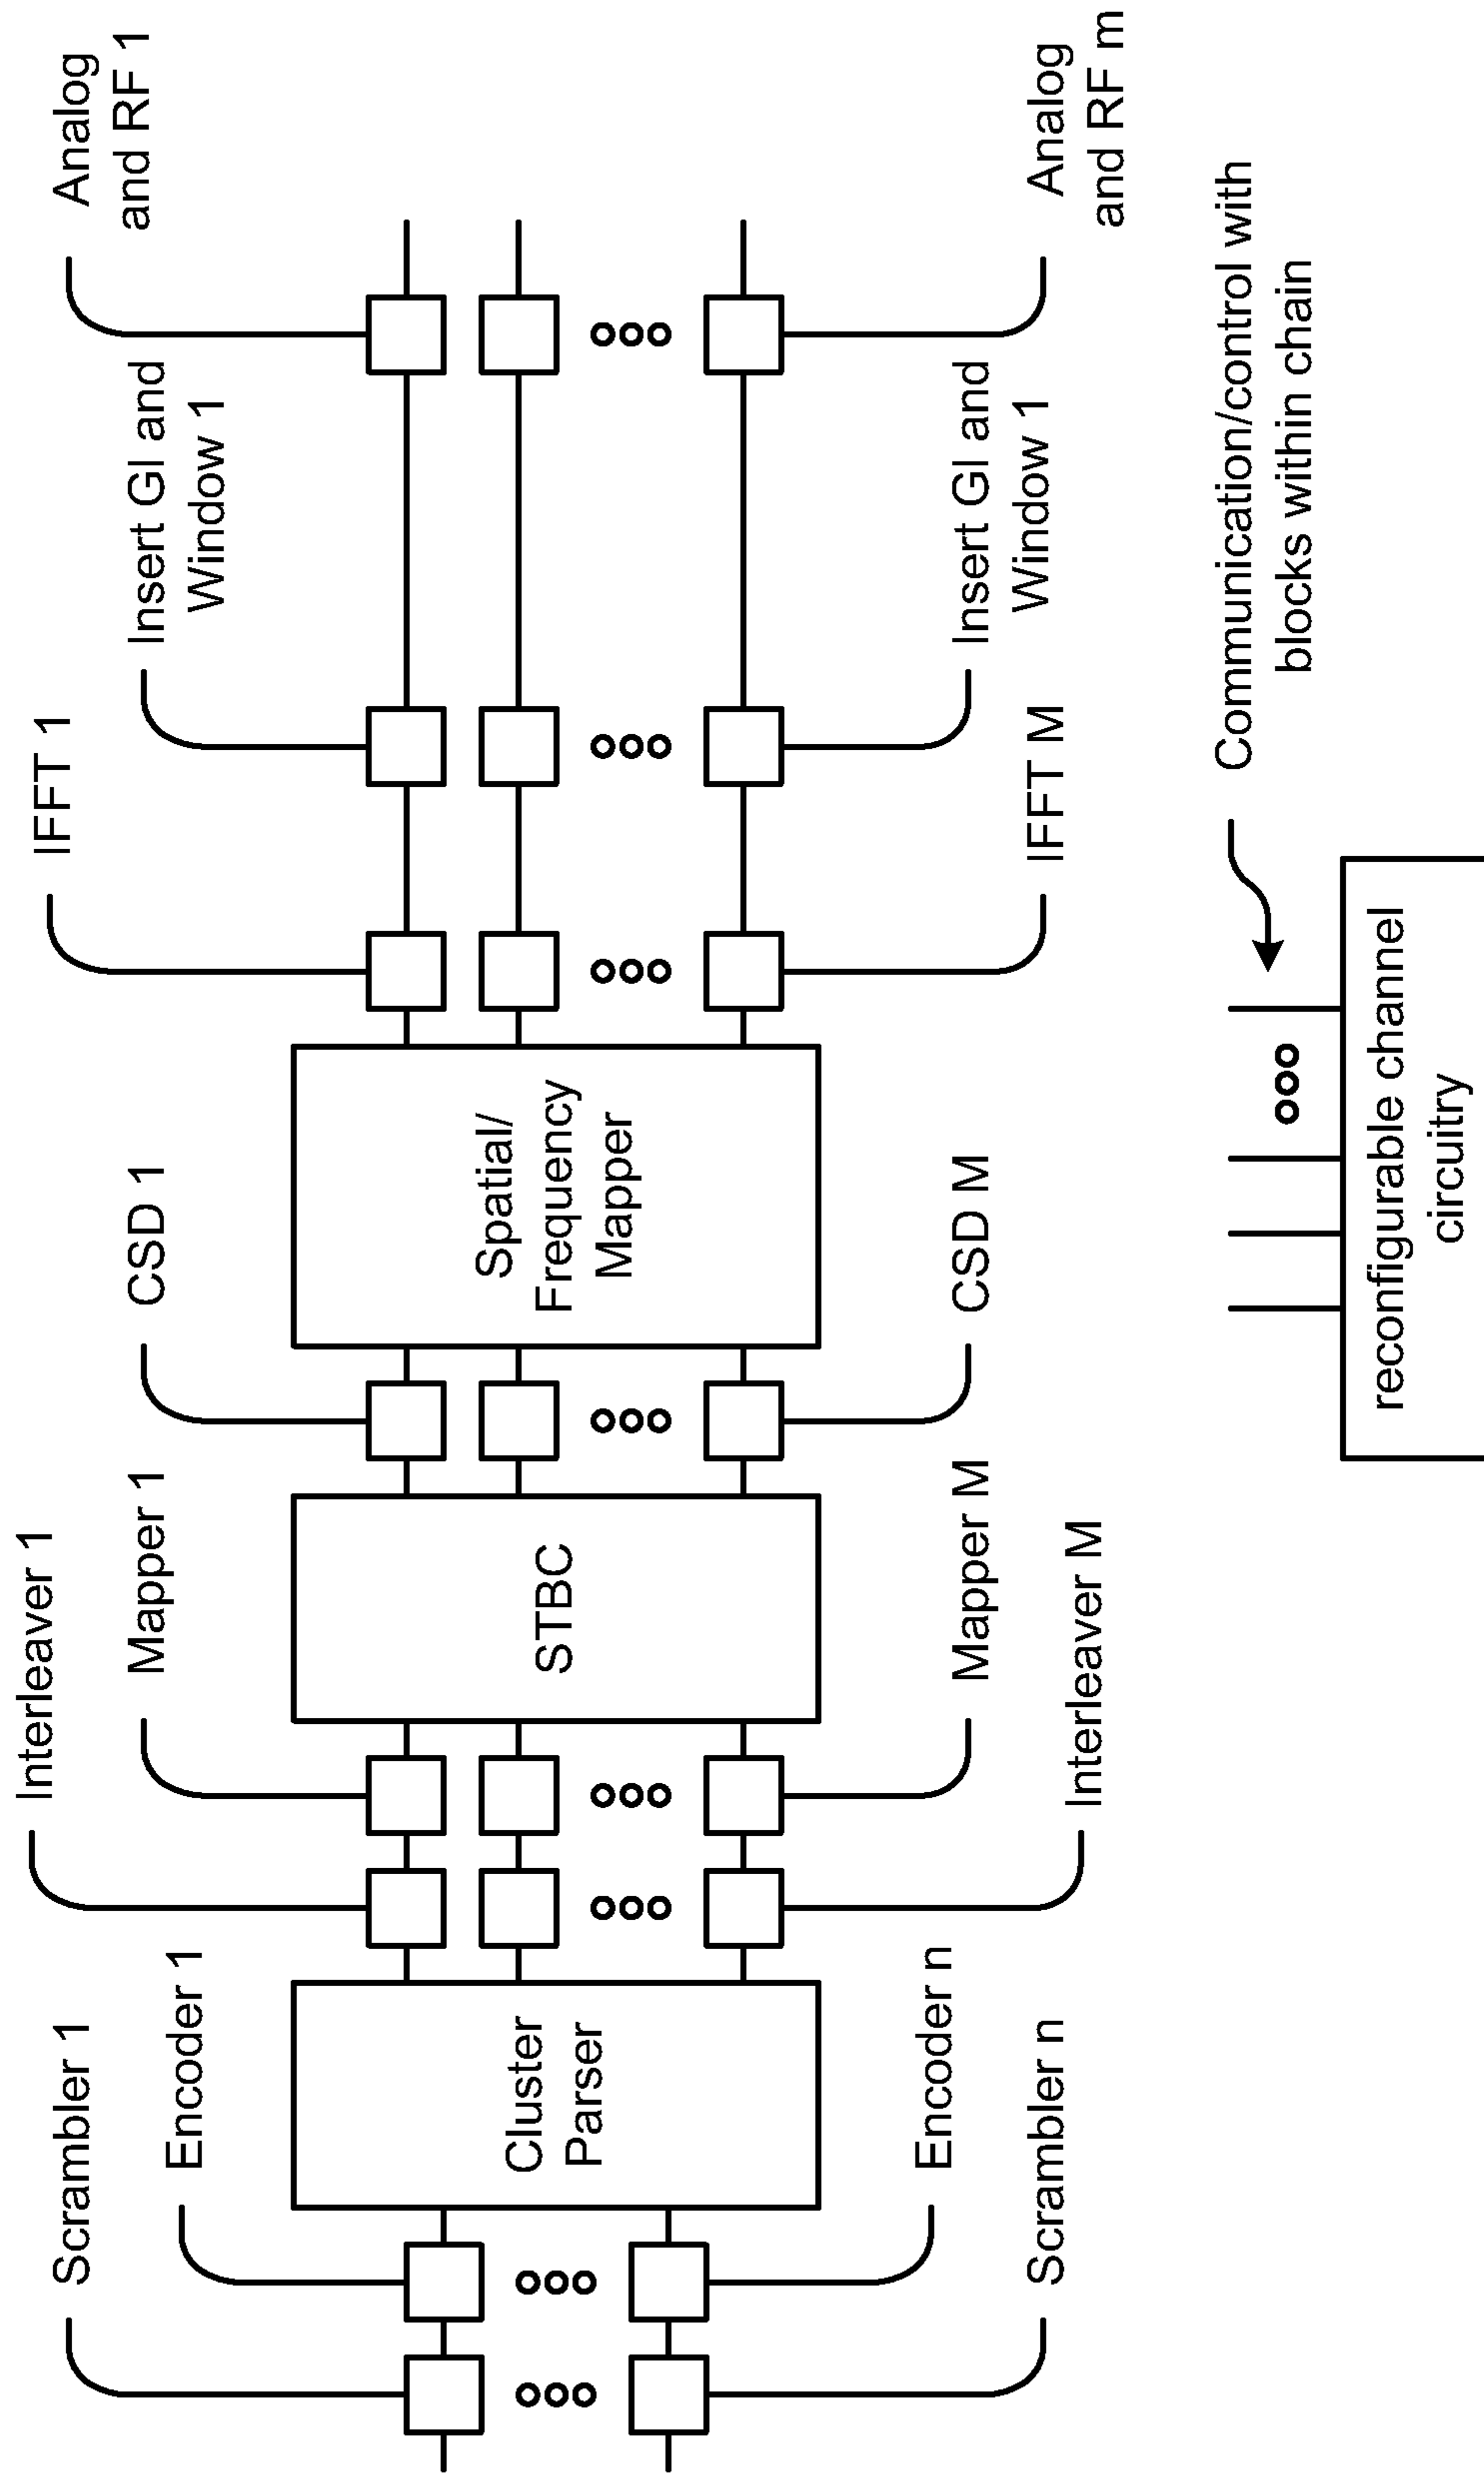 Scrambler 1
Encoder 1
Interleaver 1
Mapper 1
CSD 1
IFFT 1
Insert GI and
Window 1
Analog
and RF 1
Cluster
Parser
STBC
Spatial/
Frequency
Mapper
Scrambler n
Encoder n
Interleaver M
Mapper M
CSD M
IFFT M
Insert GI and
Window 1
Analog
and RF m
Communication/control with
blocks within chain
reconfigurable channel
circuitry